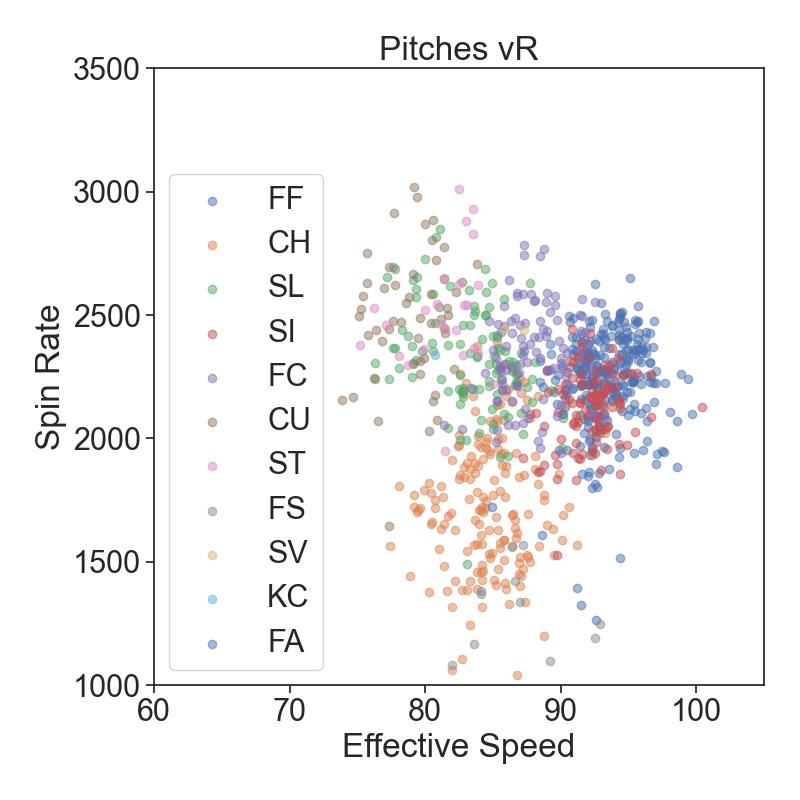 Pitches vR
3500
3000
2500
2000
1500
1000
Spin Rate
FF
CH
SL
SI
FC
CU
ST
FS
SV
KC
FA
60 70 80 90 100
Effective Speed